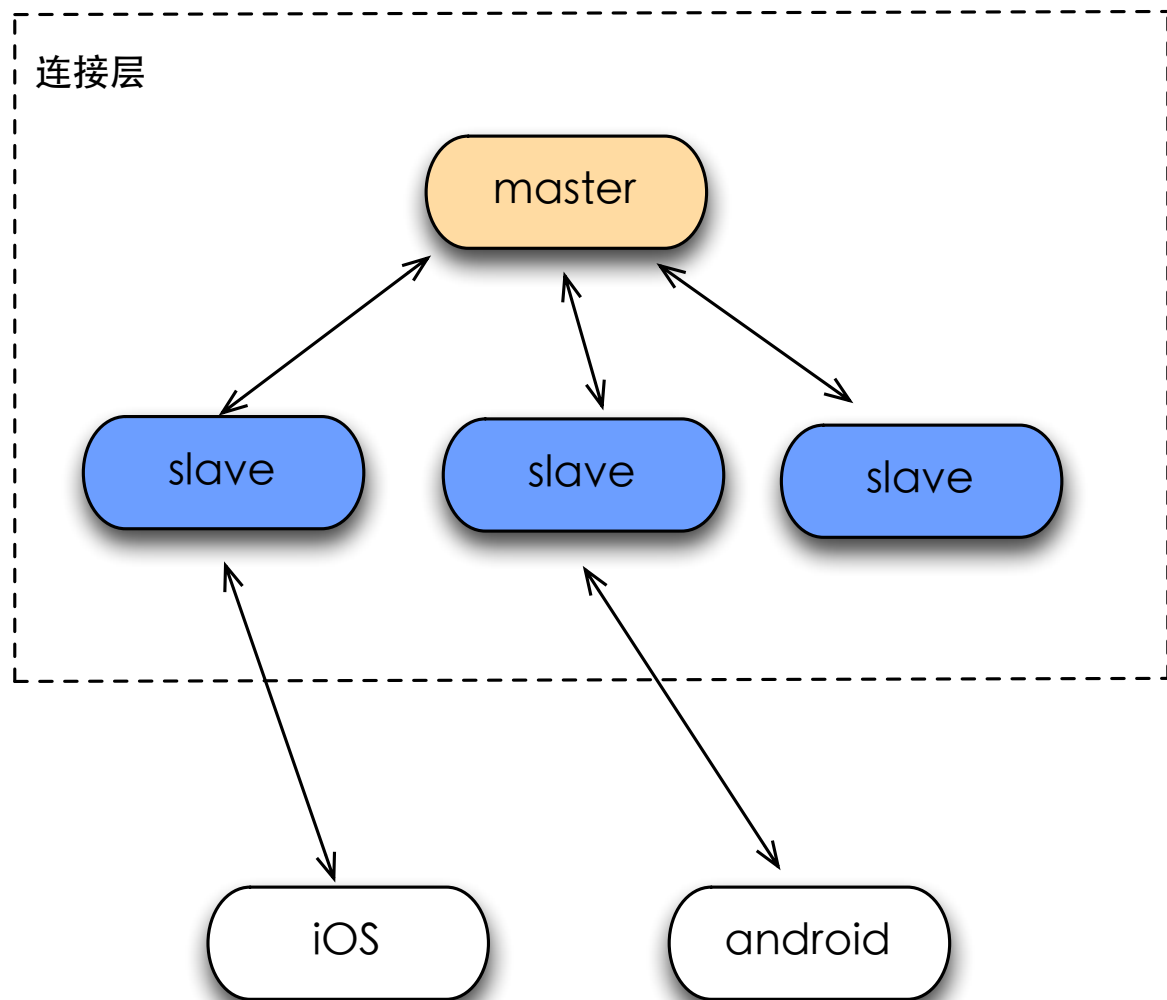 连接层
master
slave
slave
slave
iOS
android